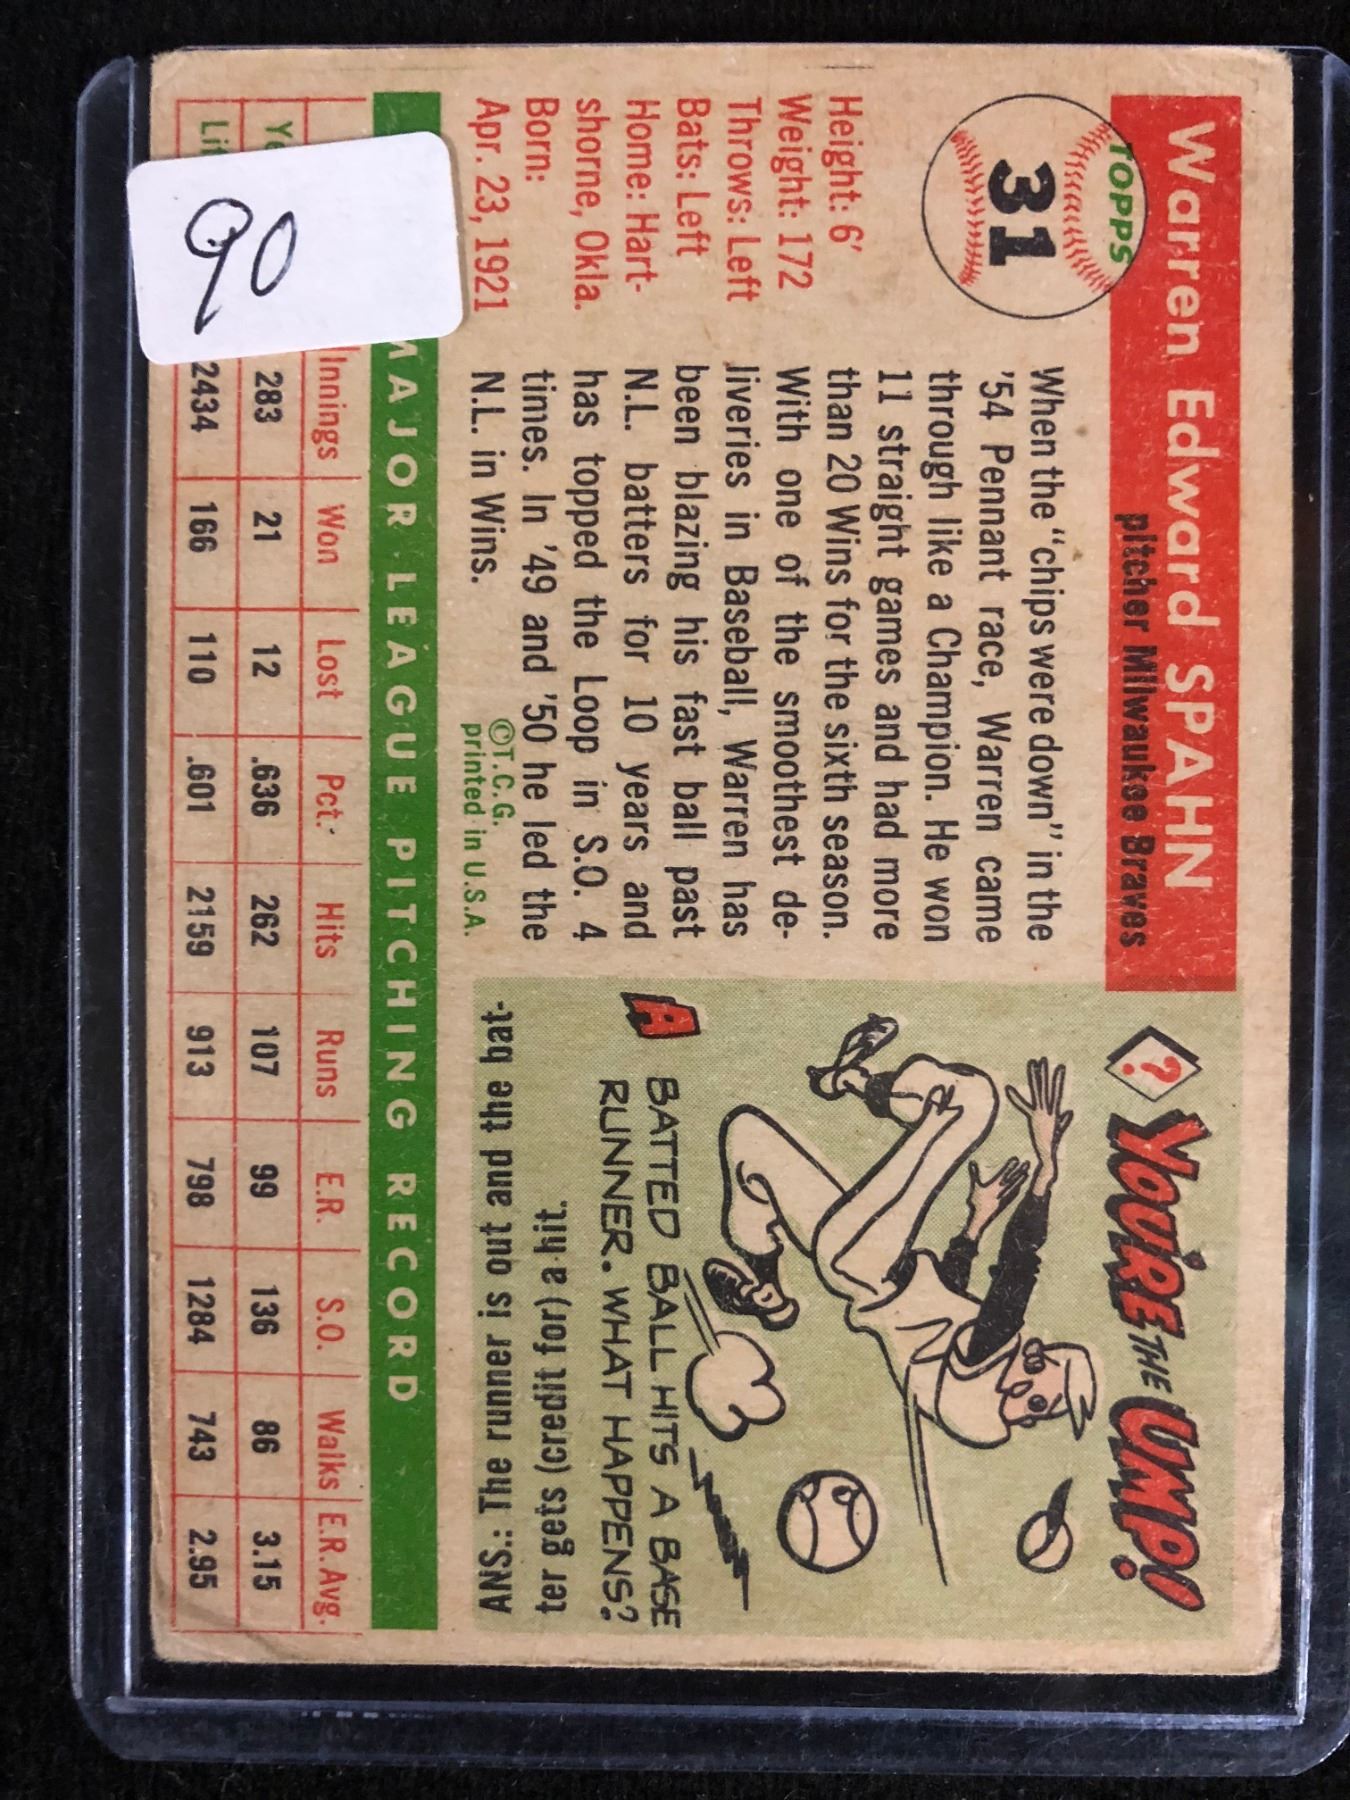 Warren Edward SPAHN
pitcher Milwaukee Braves
TOPPS
31
Height: 6'
Weight: 172
Throws: Left
Bats: Left
Home: Hart-
shorne, Okla.
Born:
Apr. 23, 1921
When the "chips were down" in the
'54 Pennant race, Warren came
through like a Champion. He won
11 straight games and had more
than 20 Wins for the sixth season.
With one of the smoothest de-
liveries in Baseball, Warren has
been blazing his fast ball past
N.L. batters for 10 years and
has topped the Loop in S.O. 4
times. In '49 and '50 he led the
N.L. in Wins.
©T.C.G.
printed in U.S.A.
? YOU'RE THE UMP!
A BATTED BALL HITS A BASE
RUNNER. WHAT HAPPENS?
ANS.: The runner is out and the bat-
ter gets (credit for) a hit.
MAJOR LEAGUE PITCHING RECORD
Innings Won Lost Pct. Hits Runs E.R. S.O. Walks E.R.Avg.
Ye 283 21 12 .636 262 107 99 136 86 3.15
Lif 2434 166 110 .601 2159 913 798 1284 743 2.95
90